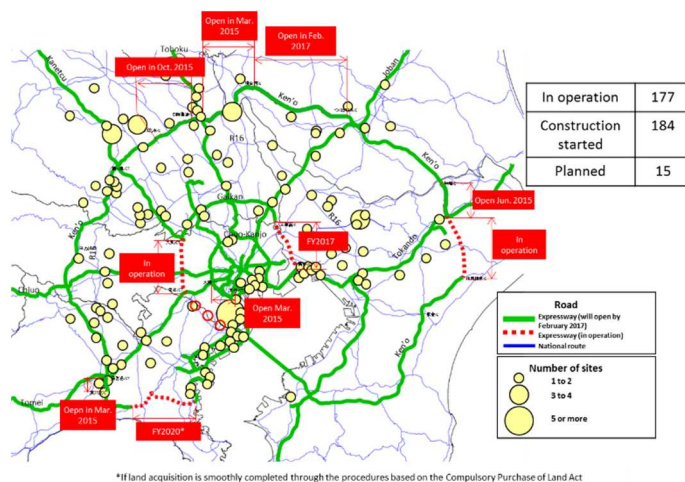 Open in Mar.
2015
Open in Feb.
2017
Tohoku
Kanetsu
Open in Oct. 2015
Joban
Ken'o
In operation 177
Construction
started 184
Planned 15
R16
Ken'o
Gaikan
Open Jun. 2015
R16
Ken'o
FY2017
Tokando
In
operation
In
operation
Chuo
Open Mar.
2015
Ken'o
Road
Expressway (will open by
February 2017)
Expressway (in operation)
National route
Number of sites
1 to 2
3 to 4
5 or more
Tomei
Oepn in Mar.
2015
FY2020*
*If land acquisition is smoothly completed through the procedures based on the Compulsory Purchase of Land Act